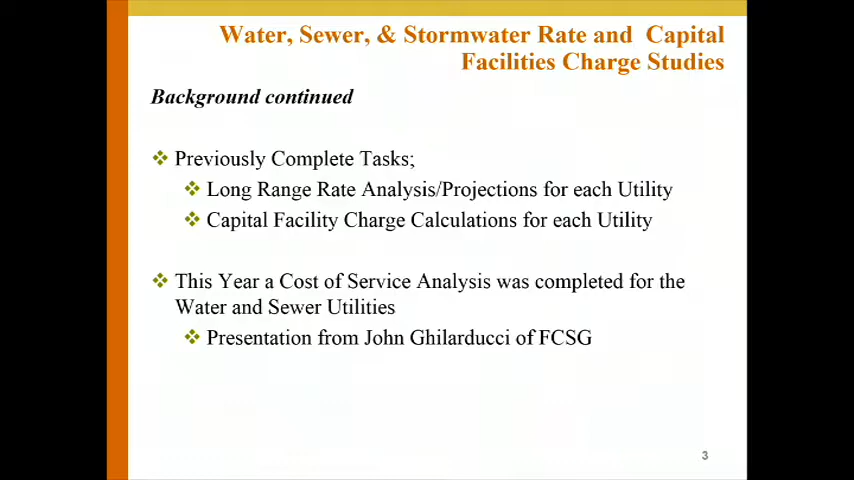 Water, Sewer, & Stormwater Rate and Capital
Facilities Charge Studies
Background continued
Previously Complete Tasks;
Long Range Rate Analysis/Projections for each Utility
Capital Facility Charge Calculations for each Utility
This Year a Cost of Service Analysis was completed for the
Water and Sewer Utilities
Presentation from John Ghilarducci of FCSG
3